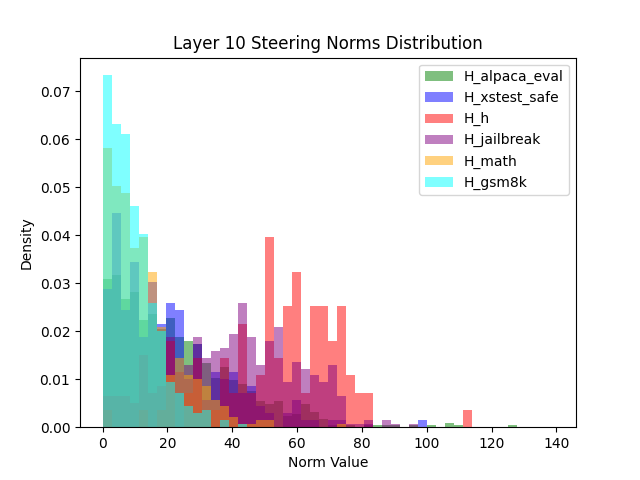 Layer 10 Steering Norms Distribution
H_alpaca_eval
H_xstest_safe
H_h
H_jailbreak
H_math
H_gsm8k
Density
0.07
0.06
0.05
0.04
0.03
0.02
0.01
0.00
0 20 40 60 80 100 120 140
Norm Value